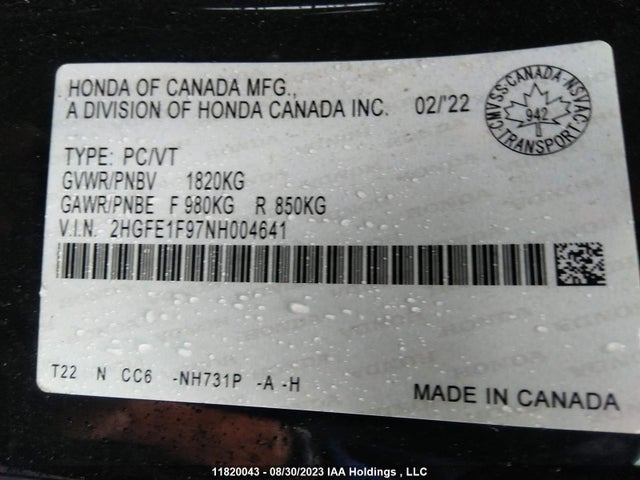 HONDA OF CANADA MFG.,
A DIVISION OF HONDA CANADA INC. 02/'22
CMVSS·CANADA·NSVAC
942
TRANSPORT
TYPE: PC/VT
GVWR/PNBV 1820KG
GAWR/PNBE F 980KG R 850KG
V.I.N. 2HGFE1F97NH004641
T22 N CC6 -NH731P -A -H
MADE IN CANADA
11820043 - 08/30/2023 IAA Holdings , LLC